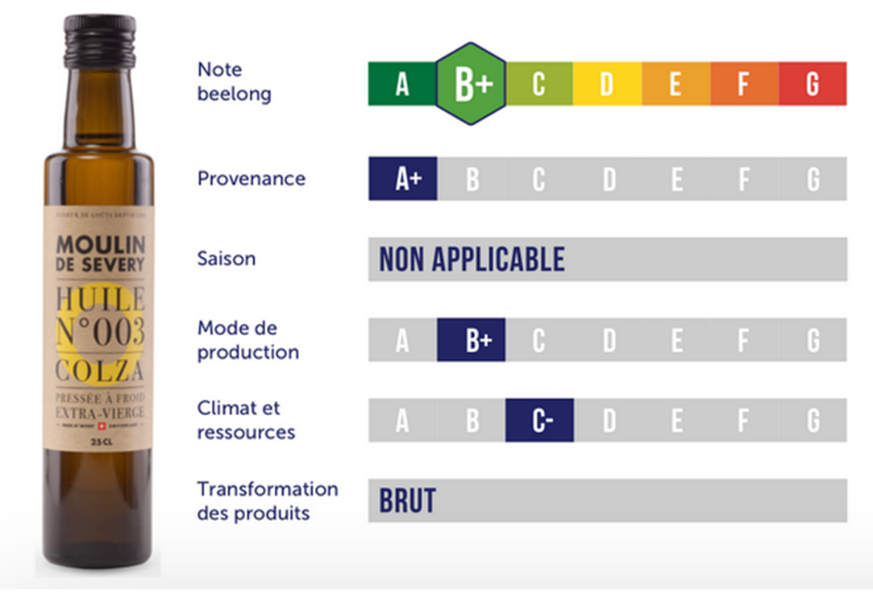 MOULIN
DE SEVERY
HUILE
N°003
COLZA
PRESSÉE À FROID
EXTRA-VIERGE
25 CL
Note
beelong
A B+ C D E F G
Provenance
A+ B C D E F G
Saison
NON APPLICABLE
Mode de
production
A B+ C D E F G
Climat et
ressources
A B C- D E F G
Transformation
des produits
BRUT